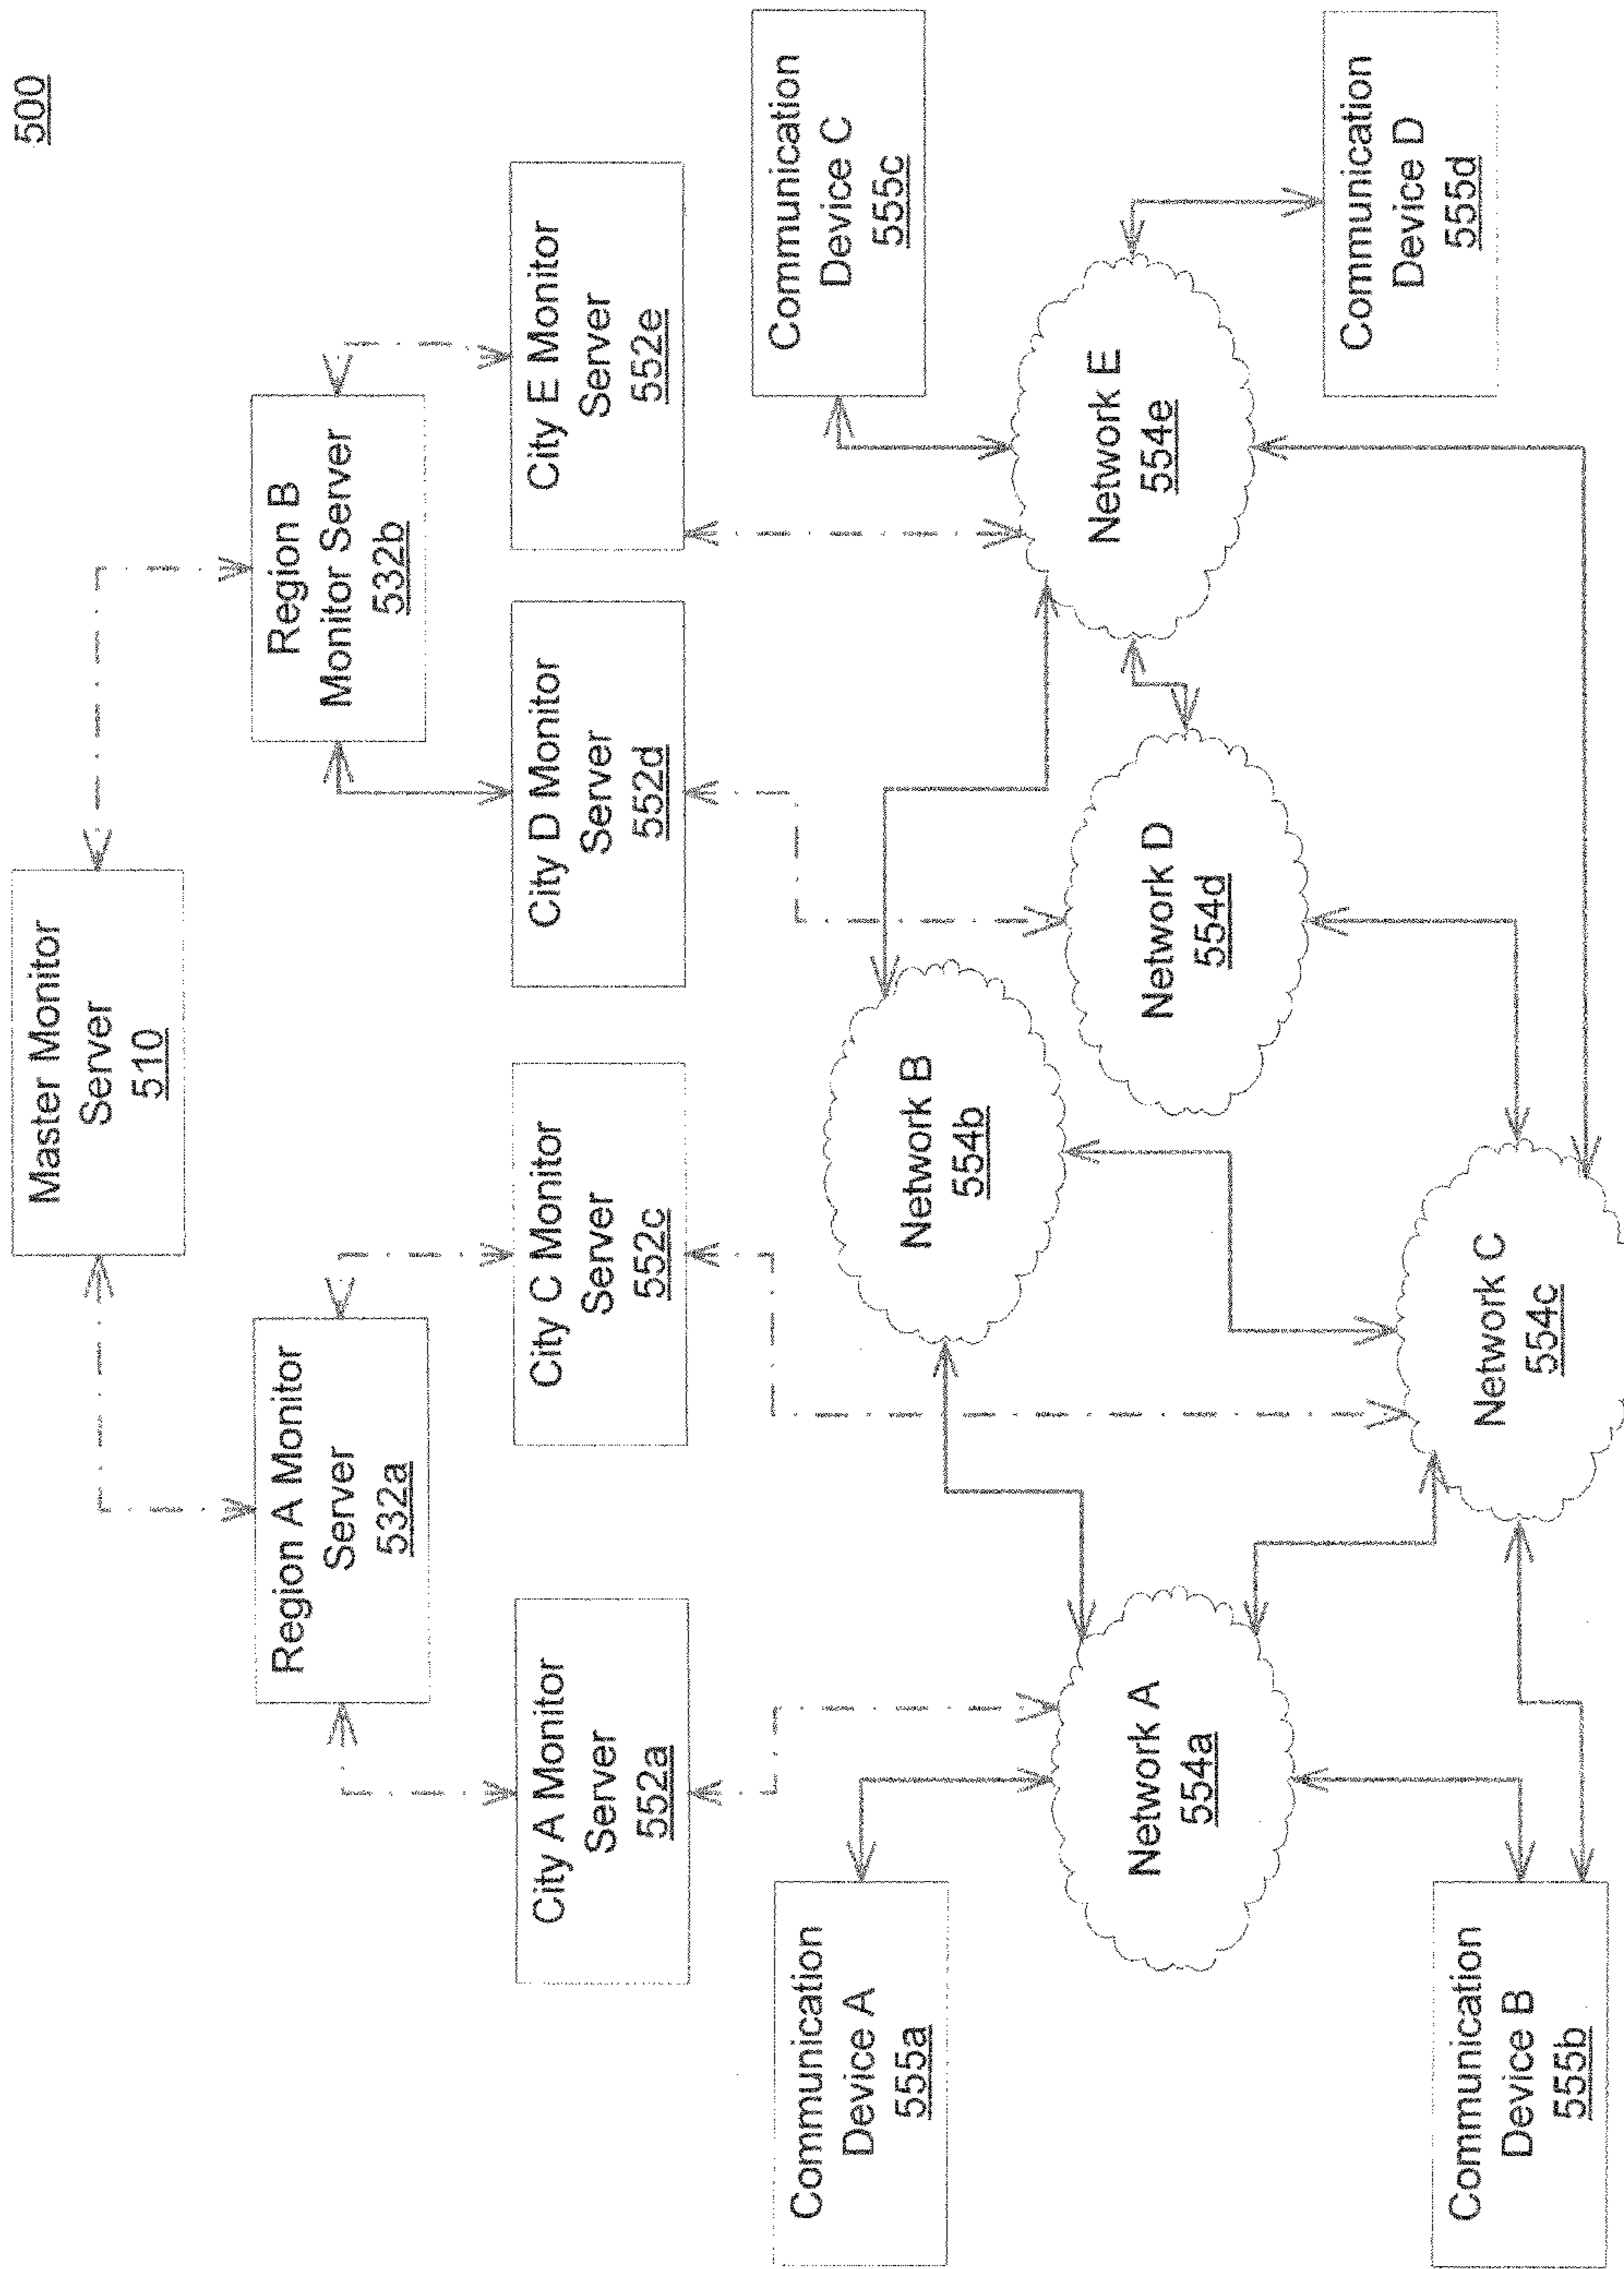 500
Master Monitor
Server
510
Region A Monitor
Server
532a
Region B
Monitor Server
532b
City A Monitor
Server
552a
City C Monitor
Server
552c
City D Monitor
Server
552d
City E Monitor
Server
552e
Communication
Device A
555a
Network B
554b
Communication
Device C
555c
Network A
554a
Network D
554d
Network E
554e
Communication
Device B
555b
Network C
554c
Communication
Device D
555d